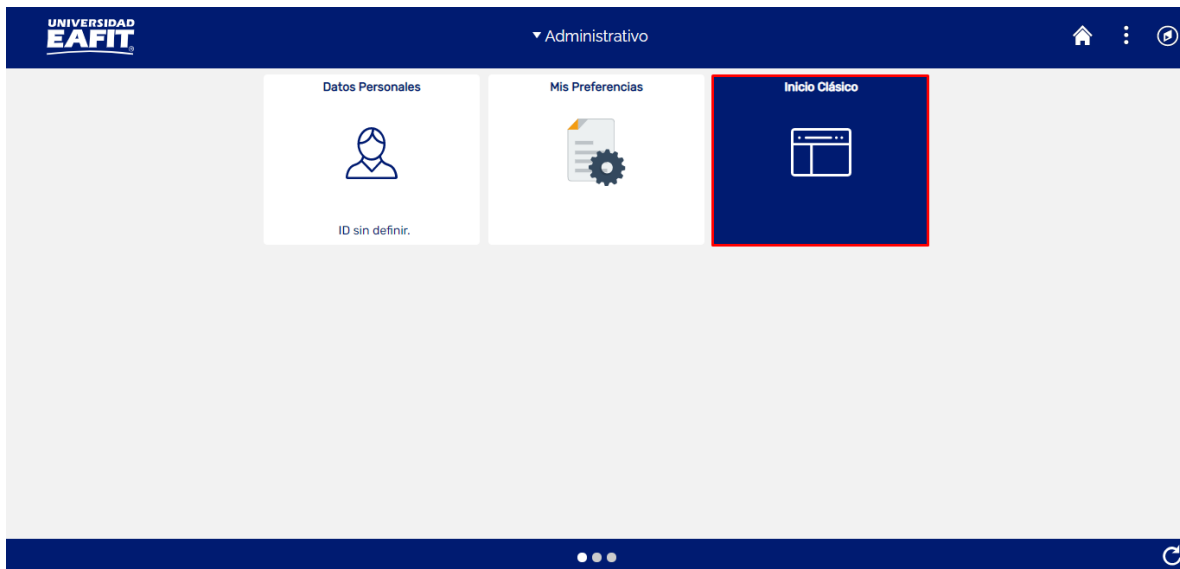 UNIVERSIDAD
EAFIT
Administrativo
Datos Personales
Mis Preferencias
Inicio Clásico
ID sin definir.